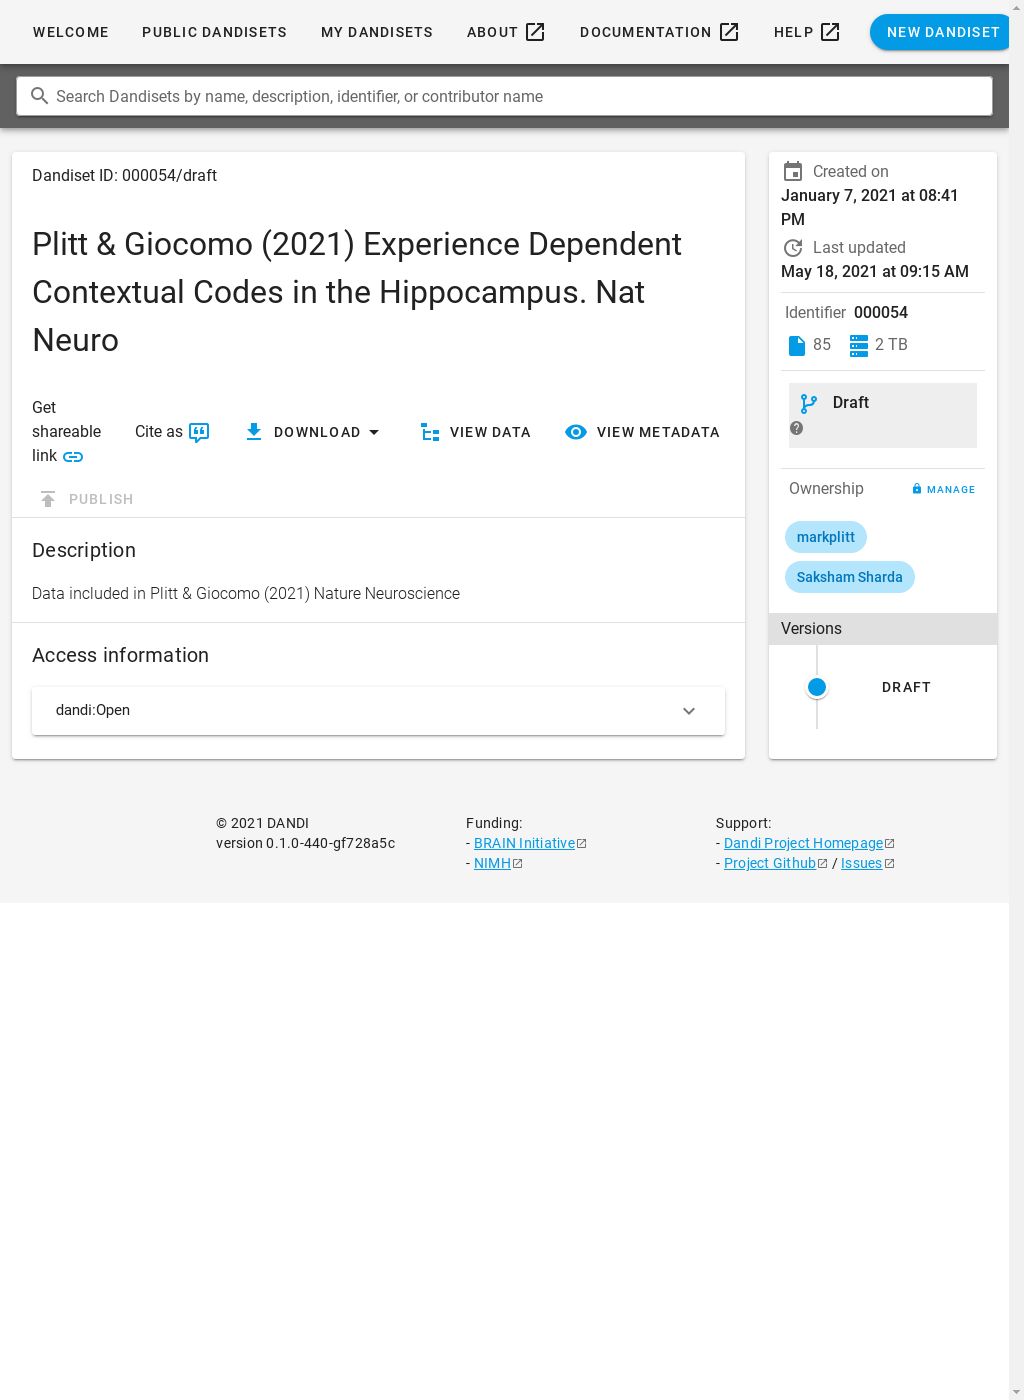 WELCOME PUBLIC DANDISETS MY DANDISETS ABOUT DOCUMENTATION HELP NEW DANDISET
Search Dandisets by name, description, identifier, or contributor name
Dandiset ID: 000054/draft
Plitt & Giocomo (2021) Experience Dependent
Contextual Codes in the Hippocampus. Nat
Neuro
Get
shareable
link
Cite as
DOWNLOAD
VIEW DATA
VIEW METADATA
PUBLISH
Description
Data included in Plitt & Giocomo (2021) Nature Neuroscience
Access information
dandi:Open
Created on
January 7, 2021 at 08:41
PM
Last updated
May 18, 2021 at 09:15 AM
Identifier 000054
85 2 TB
Draft
Ownership MANAGE
markplitt
Saksham Sharda
Versions
DRAFT
© 2021 DANDI
version 0.1.0-440-gf728a5c
Funding:
- BRAIN Initiative
- NIMH
Support:
- Dandi Project Homepage
- Project Github / Issues